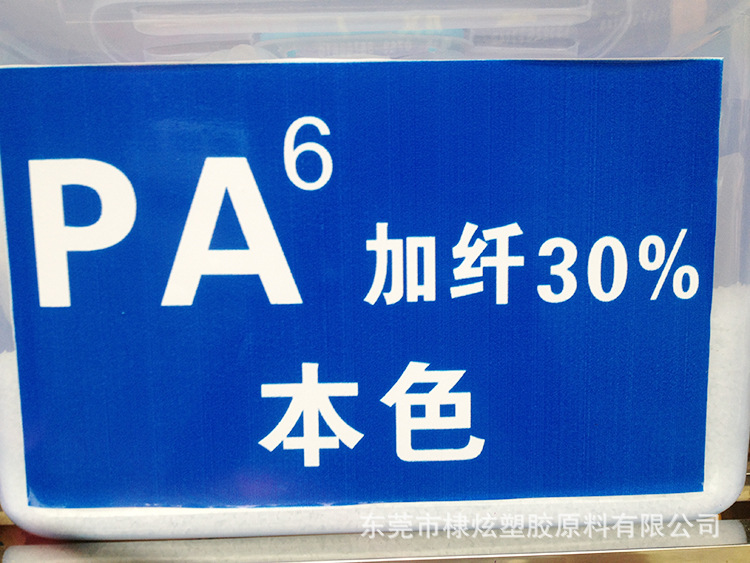 PA⁶ 加纤30%
本色
东莞市棣炫塑胶原料有限公司